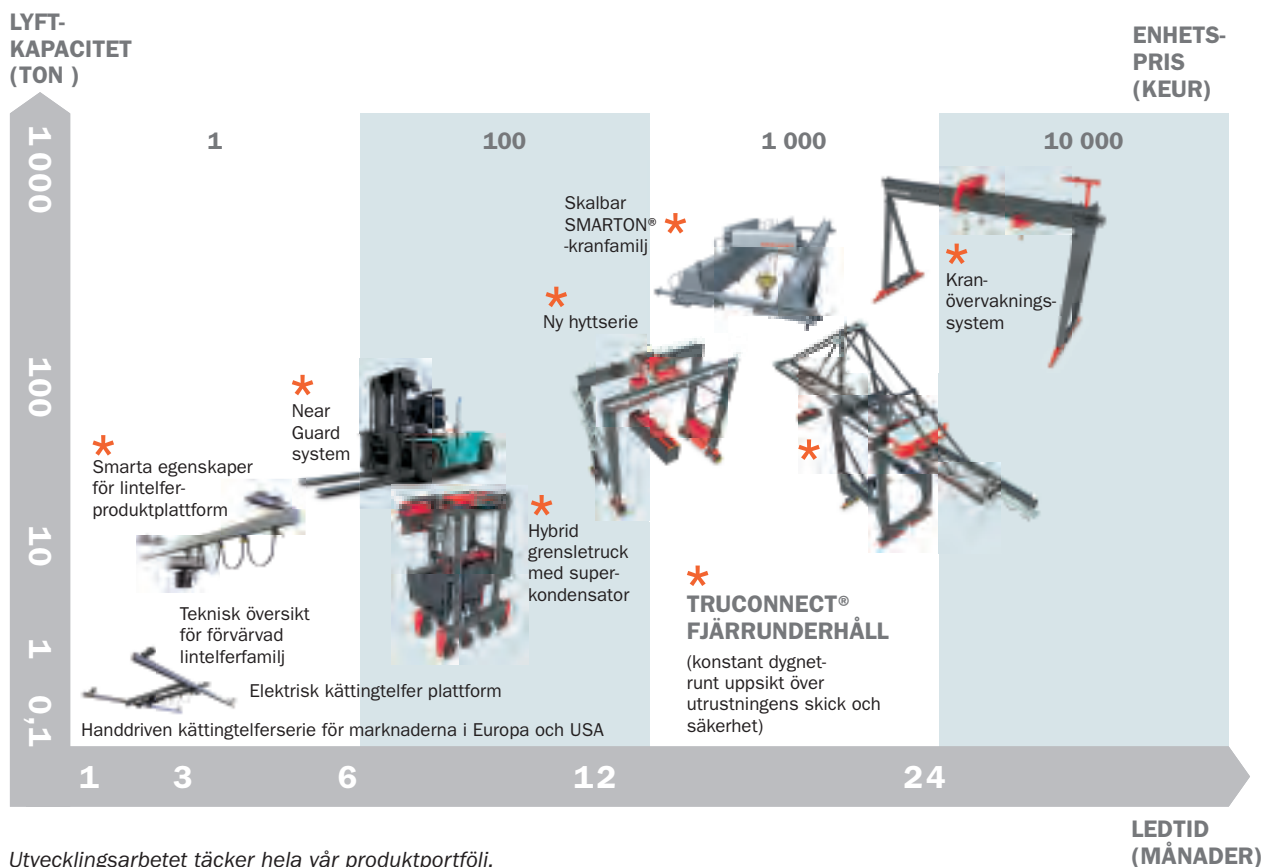 LYFT-
KAPACITET
(TON )
ENHETS-
PRIS
(KEUR)
1 100 1 000 10 000
1 000
100
10
1
0,1
Skalbar
SMARTON®
-kranfamilj
Kran-
övervaknings-
system
Ny hyttserie
Near
Guard
system
Smarta egenskaper
för lintelfer-
produktplattform
Hybrid
grensletruck
med super-
kondensator
TRUCONNECT®
FJÄRRUNDERHÅLL
(konstant dygnet-
runt uppsikt över
utrustningens skick och
säkerhet)
Teknisk översikt
för förvärvad
lintelferfamilj
Elektrisk kättingtelfer plattform
Handdriven kättingtelferserie för marknaderna i Europa och USA
1 3 6 12 24
LEDTID
(MÅNADER)
Utvecklingsarbetet täcker hela vår produktportfölj.